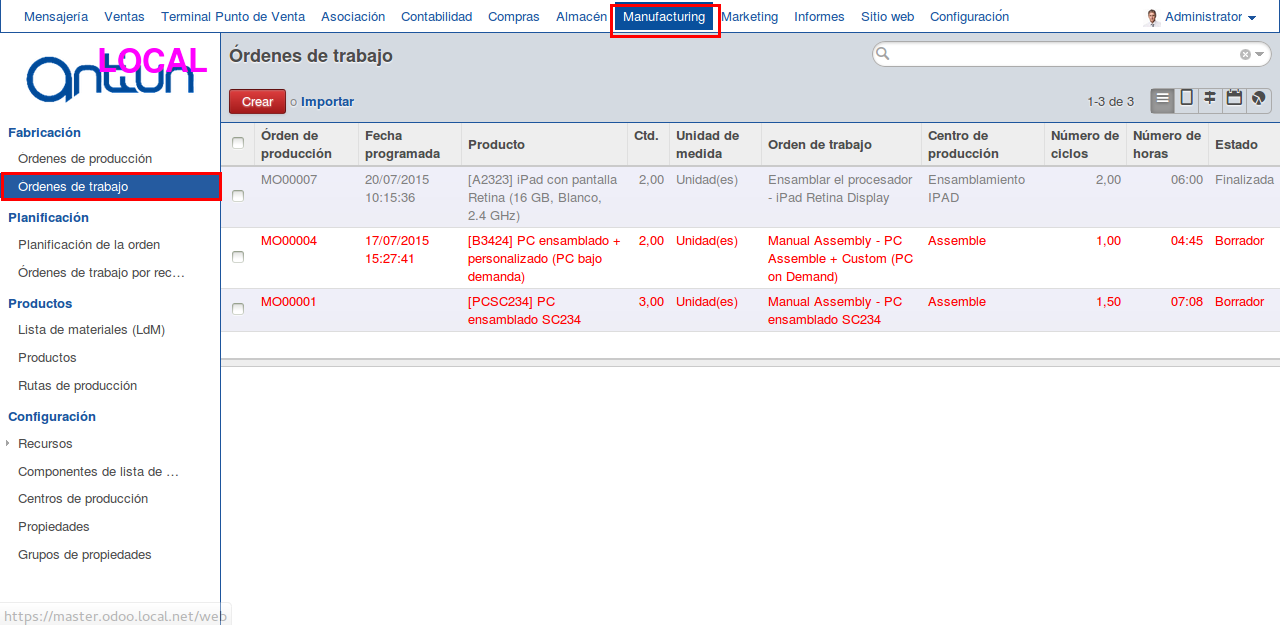 Mensajería Ventas Terminal Punto de Venta Asociación Contabilidad Compras Almacén Manufacturing Marketing Informes Sitio web Configuración Administrator
antiun
LOCAL
Órdenes de trabajo
Crear o Importar 1-3 de 3
Fabricación
Ordenes de producción
Ordenes de trabajo
Planificación
Planificación de la orden
Órdenes de trabajo por rec…
Productos
Lista de materiales (LdM)
Productos
Rutas de producción
Configuración
Recursos
Componentes de lista de …
Centros de producción
Propiedades
Grupos de propiedades
Órden de producción Fecha programada Producto Ctd. Unidad de medida Orden de trabajo Centro de producción Número de ciclos Número de horas Estado
MO00007 20/07/2015 [A2323] iPad con pantalla 2,00 Unidad(es) Ensamblar el procesador Ensamblamiento 2,00 06:00 Finalizada
10:15:36 Retina (16 GB, Blanco, - iPad Retina Display IPAD
2.4 GHz)
MO00004 17/07/2015 [B3424] PC ensamblado + 2,00 Unidad(es) Manual Assembly - PC Assemble 1,00 04:45 Borrador
15:27:41 personalizado (PC bajo Assemble + Custom (PC
demanda) on Demand)
MO00001 [PCSC234] PC 3,00 Unidad(es) Manual Assembly - PC Assemble 1,50 07:08 Borrador
ensamblado SC234 ensamblado SC234
https://master.odoo.local.net/web